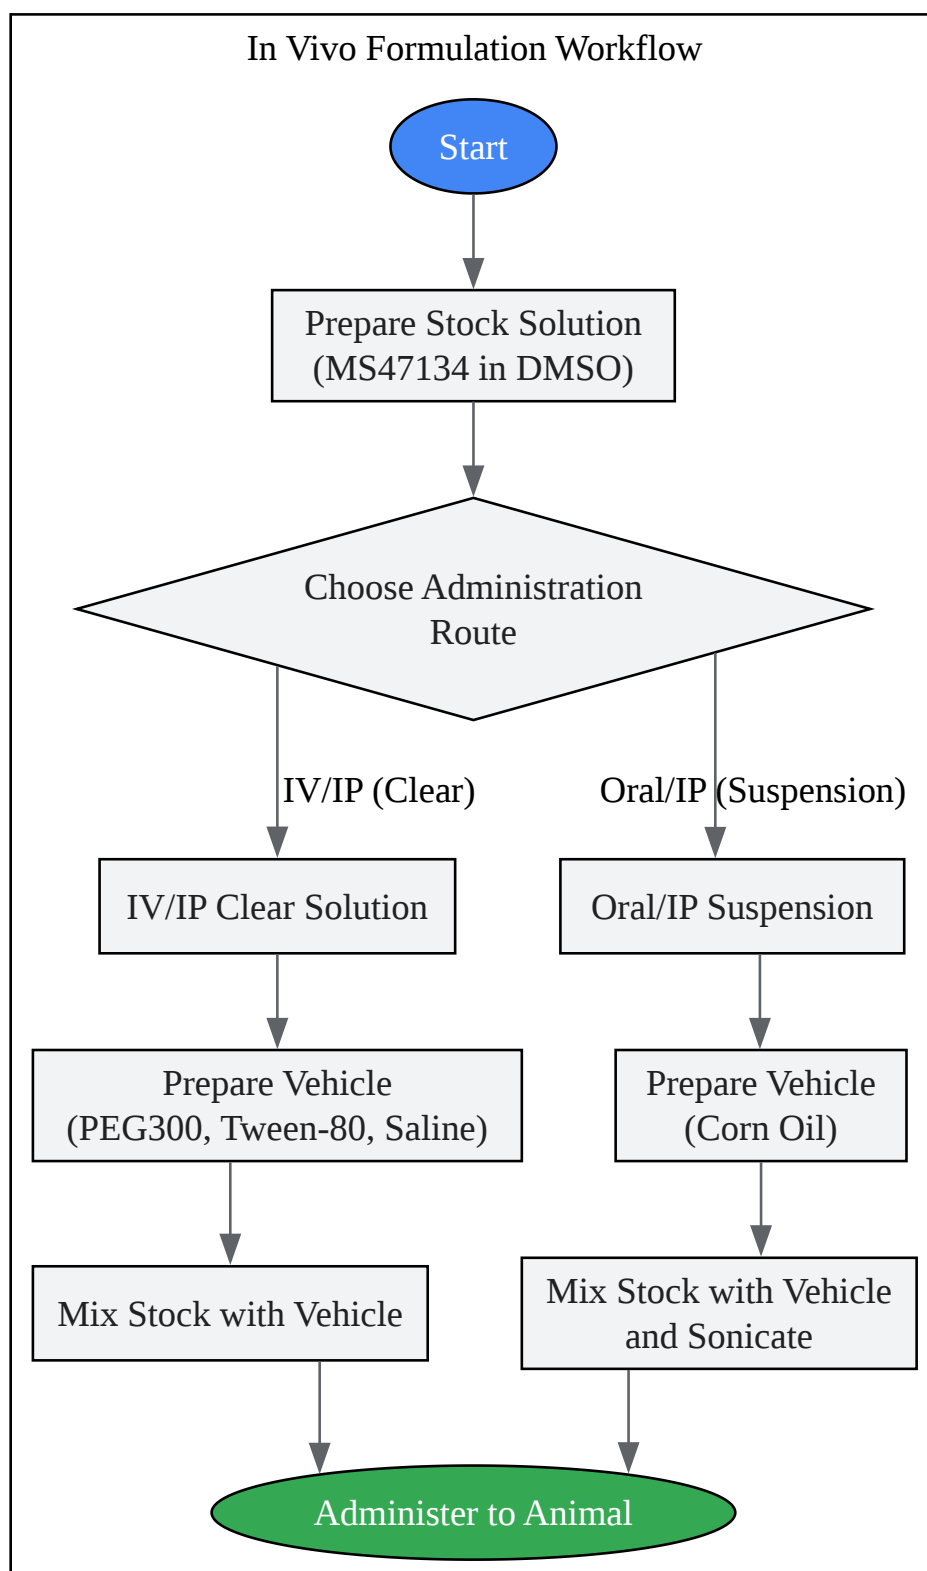 In Vivo Formulation Workflow
Start
Prepare Stock Solution
(MS47134 in DMSO)
Choose Administration
Route
IV/IP (Clear)
Oral/IP (Suspension)
IV/IP Clear Solution
Oral/IP Suspension
Prepare Vehicle
(PEG300, Tween-80, Saline)
Prepare Vehicle
(Corn Oil)
Mix Stock with Vehicle
Mix Stock with Vehicle
and Sonicate
Administer to Animal